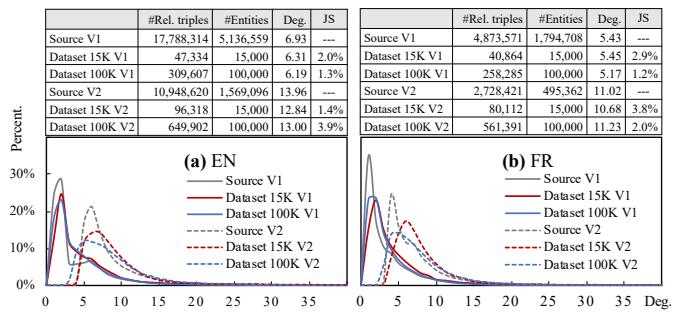 #Rel. triples #Entities Deg. JS
Source V1 17,788,314 5,136,559 6.93 ---
Dataset 15K V1 47,334 15,000 6.31 2.0%
Dataset 100K V1 309,607 100,000 6.19 1.3%
Source V2 10,948,620 1,569,096 13.96 ---
Dataset 15K V2 96,318 15,000 12.84 1.4%
Dataset 100K V2 649,902 100,000 13.00 3.9%
#Rel. triples #Entities Deg. JS
Source V1 4,873,571 1,794,708 5.43 ---
Dataset 15K V1 40,864 15,000 5.45 2.9%
Dataset 100K V1 258,285 100,000 5.17 1.2%
Source V2 2,728,421 495,362 11.02 ---
Dataset 15K V2 80,112 15,000 10.68 3.8%
Dataset 100K V2 561,391 100,000 11.23 2.0%
Percent.
30%
20%
10%
0%
(a) EN
Source V1
Dataset 15K V1
Dataset 100K V1
Source V2
Dataset 15K V2
Dataset 100K V2
0 5 10 15 20 25 30 35
(b) FR
Source V1
Dataset 15K V1
Dataset 100K V1
Source V2
Dataset 15K V2
Dataset 100K V2
0 5 10 15 20 25 30 35 Deg.